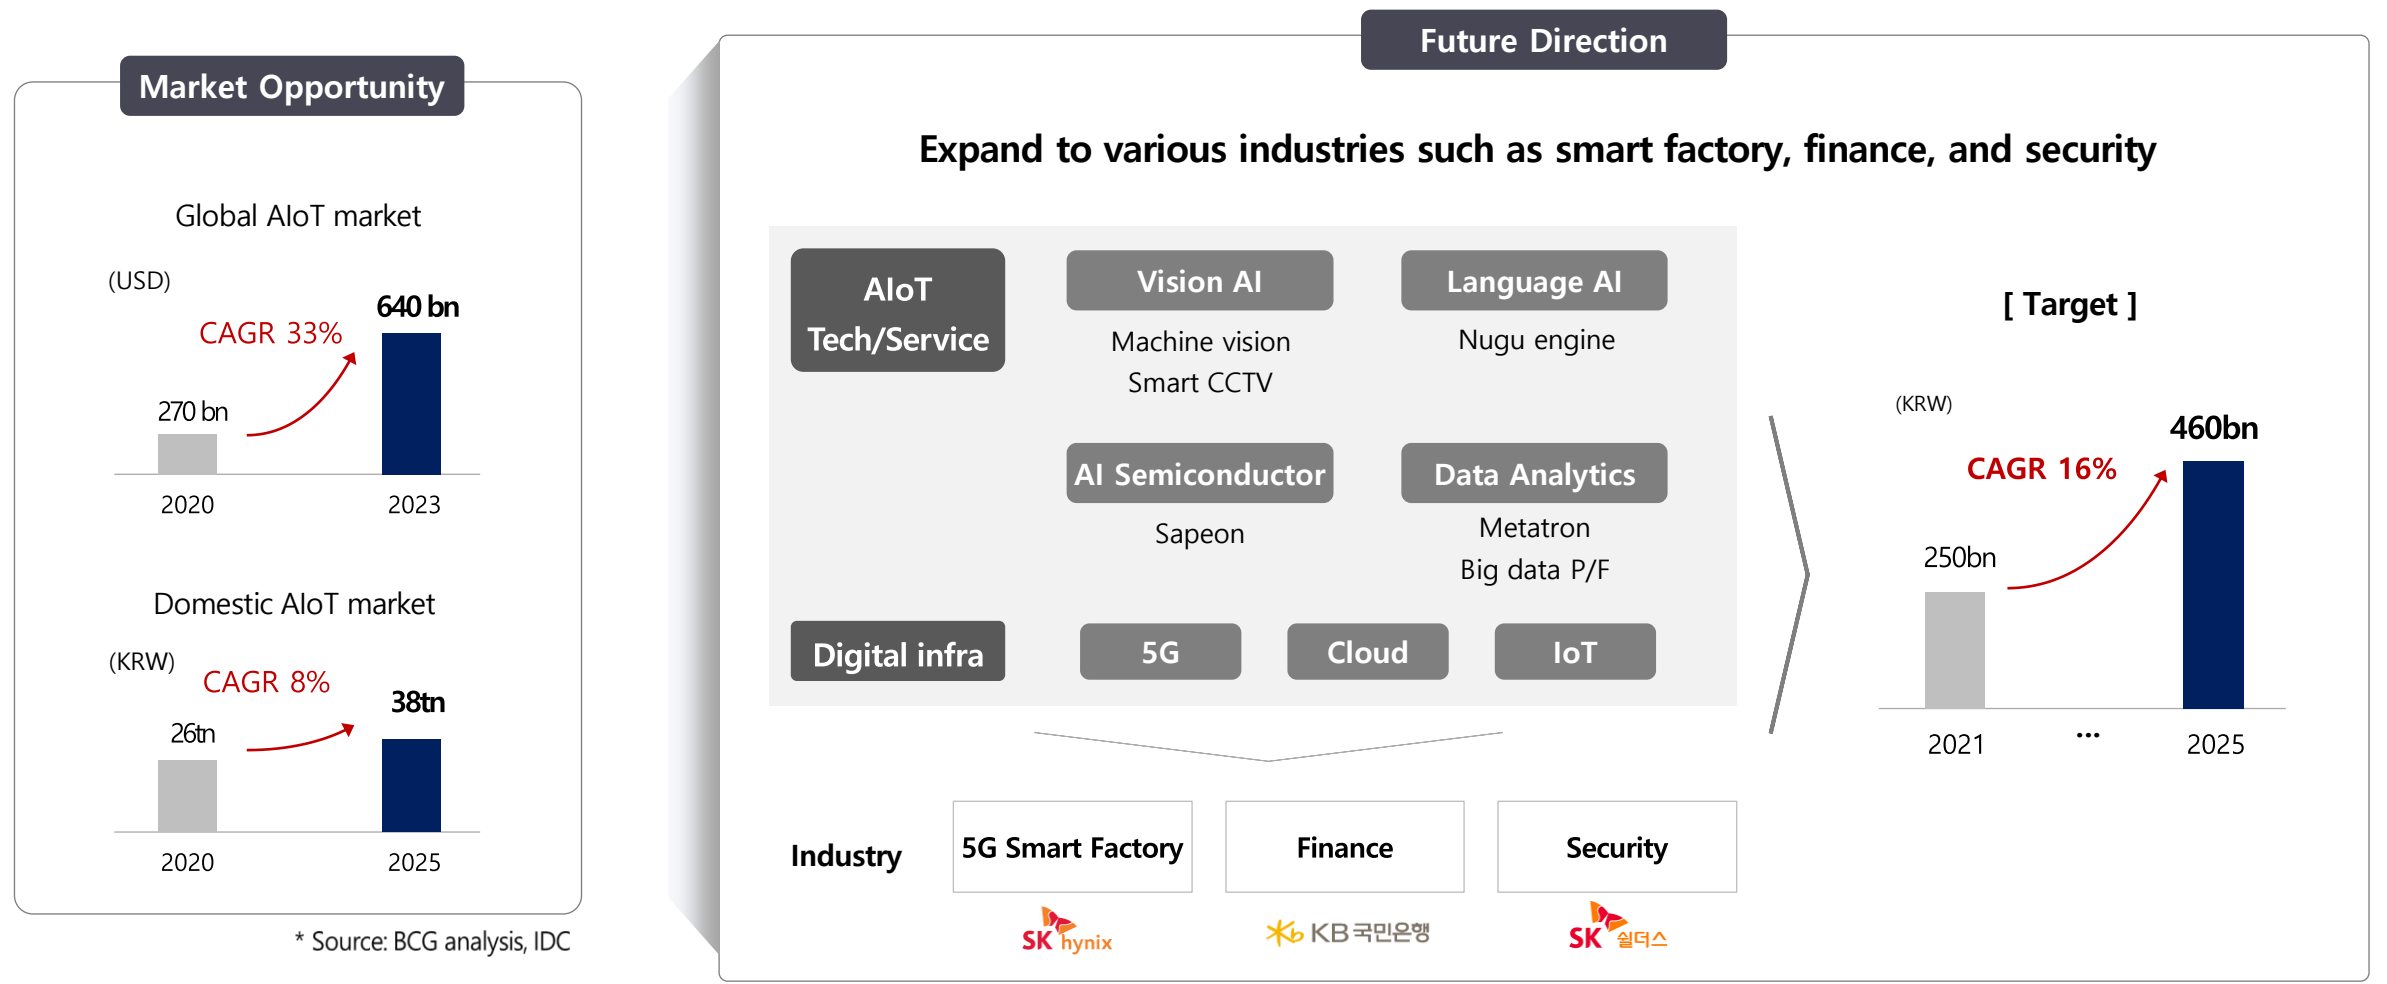 Market Opportunity
Global AIoT market
(USD)
640 bn
CAGR 33%
270 bn
2020
2023
Domestic AIoT market
(KRW)
CAGR 8%
38tn
26tn
2020
2025
* Source: BCG analysis, IDC
Future Direction
Expand to various industries such as smart factory, finance, and security
AIoT
Tech/Service
Vision AI
Machine vision
Smart CCTV
Language AI
Nugu engine
AI Semiconductor
Sapeon
Data Analytics
Metatron
Big data P/F
Digital infra
5G
Cloud
IoT
Industry
5G Smart Factory
Finance
Security
SK hynix
Kb KB국민은행
SK 쉴더스
[ Target ]
(KRW)
460bn
CAGR 16%
250bn
2021
...
2025